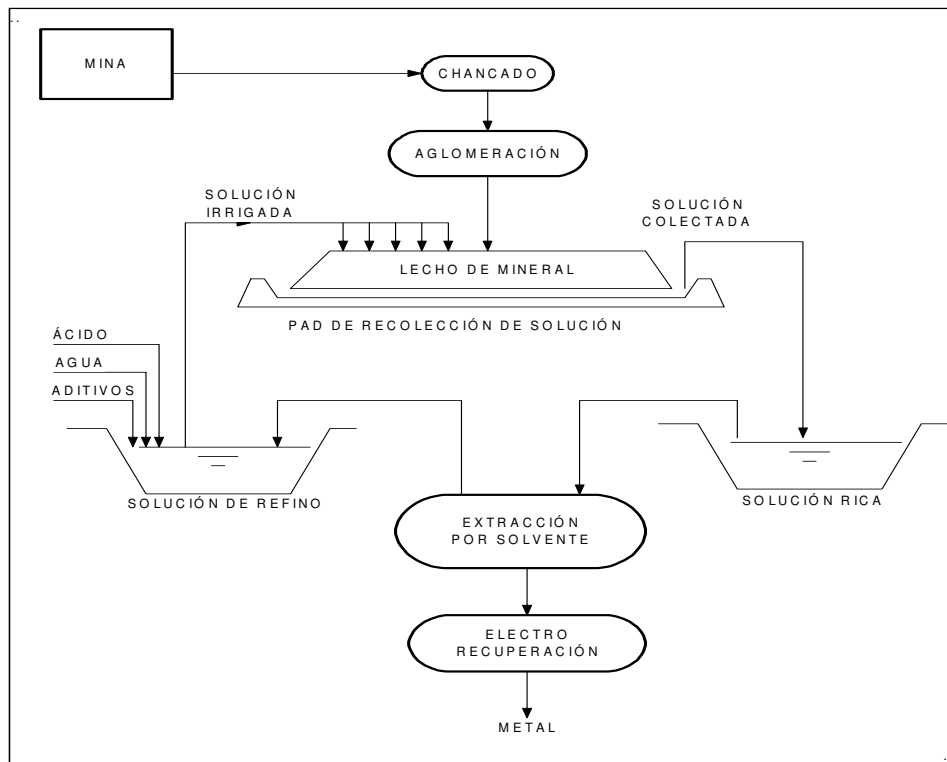 MINA
CHANCADO
AGLOMERACIÓN
SOLUCIÓN
IRRIGADA
SOLUCIÓN
COLECTADA
LECHO DE MINERAL
PAD DE RECOLECCIÓN DE SOLUCIÓN
ÁCIDO
AGUA
ADITIVOS
SOLUCIÓN DE REFINO
SOLUCIÓN RICA
EXTRACCIÓN
POR SOLVENTE
ELECTRO
RECUPERACIÓN
METAL